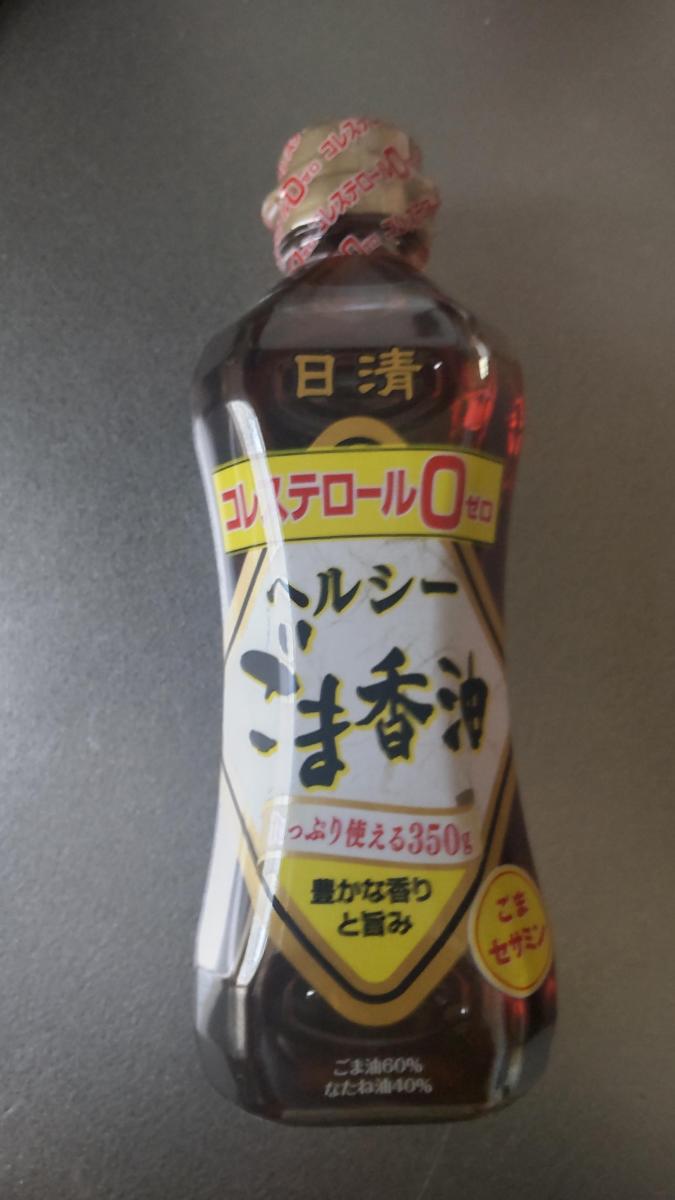 コレステロール0ゼロ
日清
コレステロール0ゼロ
ヘルシー
ごま香油
たっぷり使える350g
豊かな香り
と旨み
ごま
セサミン
ごま油60%
なたね油40%